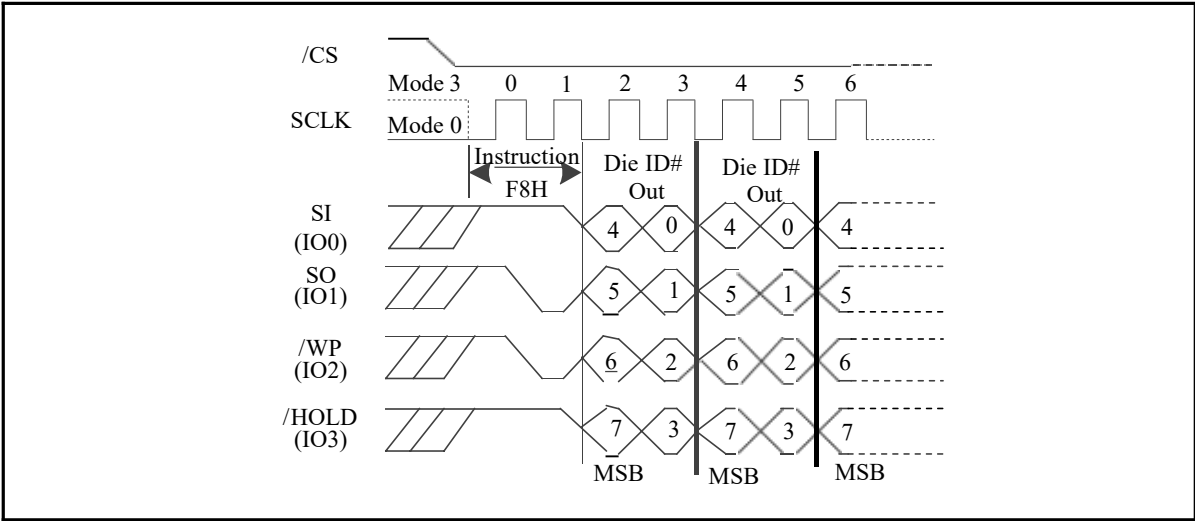 /CS
Mode 3 0 1 2 3 4 5 6
SCLK Mode 0
Instruction Die ID# Die ID#
F8H Out Out
SI
(IO0) 4 0 4 0 4
SO
(IO1) 5 1 5 1 5
/WP
(IO2) 6 2 6 2 6
/HOLD
(IO3) 7 3 7 3 7
MSB MSB MSB